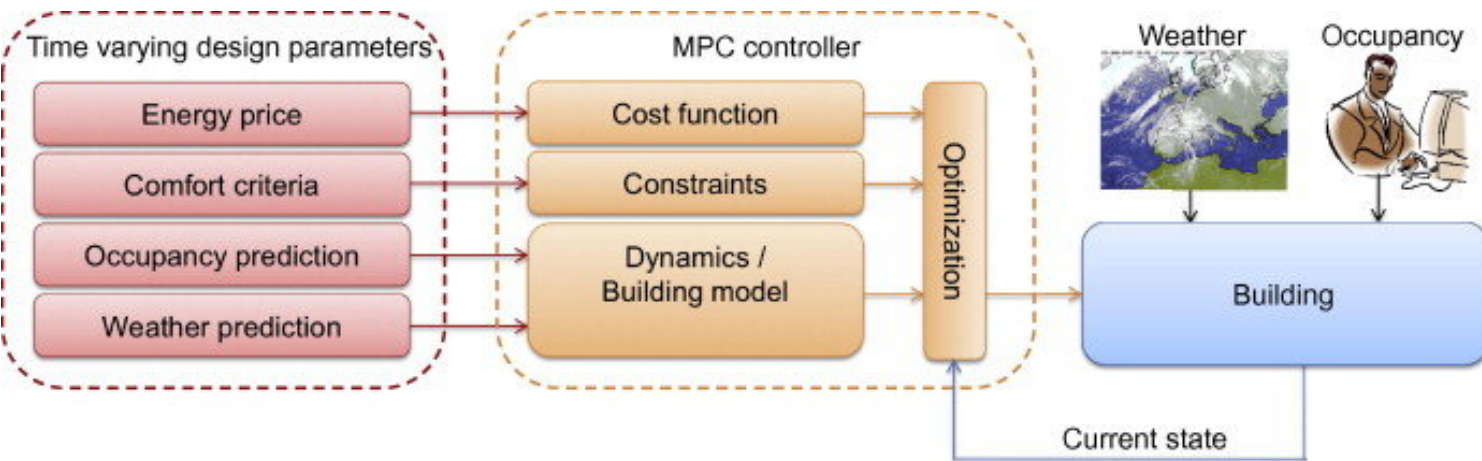 Time varying design parameters
Energy price
Comfort criteria
Occupancy prediction
Weather prediction
MPC controller
Cost function
Constraints
Dynamics /
Building model
Optimization
Weather
Occupancy
Building
Current state